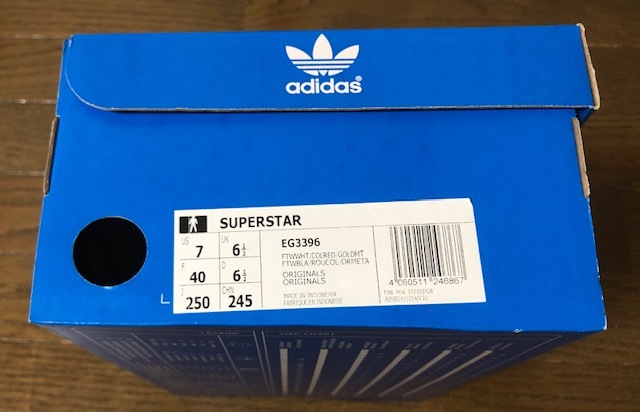 adidas®
SUPERSTAR
US 7 UK 6½
F 40 D 6½
J 250 CHN 245
EG3396
FTWWHT/COLRED/GOLDMT
FTWBLA/ROUCOL/ORMETA
ORIGINALS
ORIGINALS
MADE IN INDONESIA.
FABRIQUE EN INDONESIE
4 060511 246867